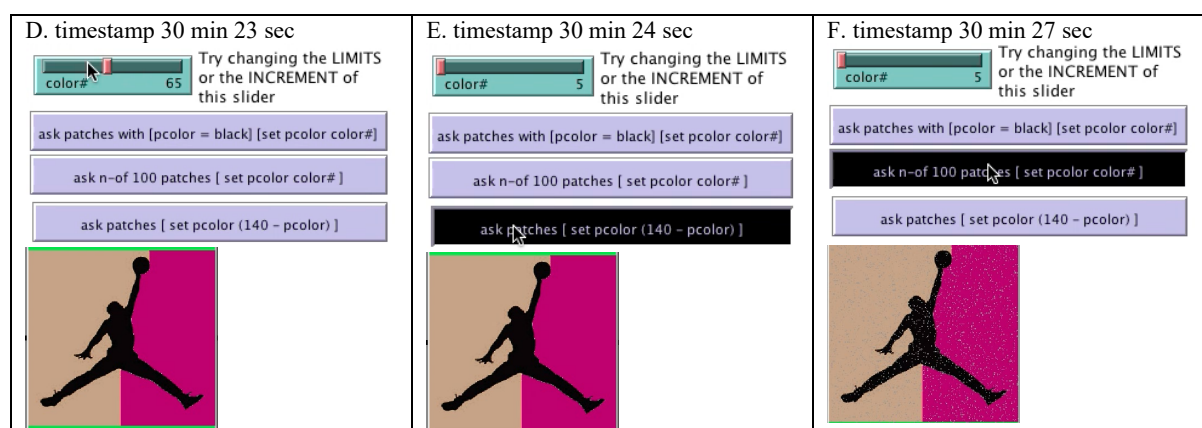 D. timestamp 30 min 23 sec
Try changing the LIMITS
or the INCREMENT of
this slider
color# 65
ask patches with [pcolor = black] [set pcolor color#]
ask n-of 100 patches [ set pcolor color# ]
ask patches [ set pcolor (140 – pcolor) ]
E. timestamp 30 min 24 sec
Try changing the LIMITS
or the INCREMENT of
this slider
color# 5
ask patches with [pcolor = black] [set pcolor color#]
ask n-of 100 patches [ set pcolor color# ]
ask patches [ set pcolor (140 – pcolor) ]
F. timestamp 30 min 27 sec
Try changing the LIMITS
or the INCREMENT of
this slider
color# 5
ask patches with [pcolor = black] [set pcolor color#]
ask n-of 100 patches [ set pcolor color# ]
ask patches [ set pcolor (140 – pcolor) ]